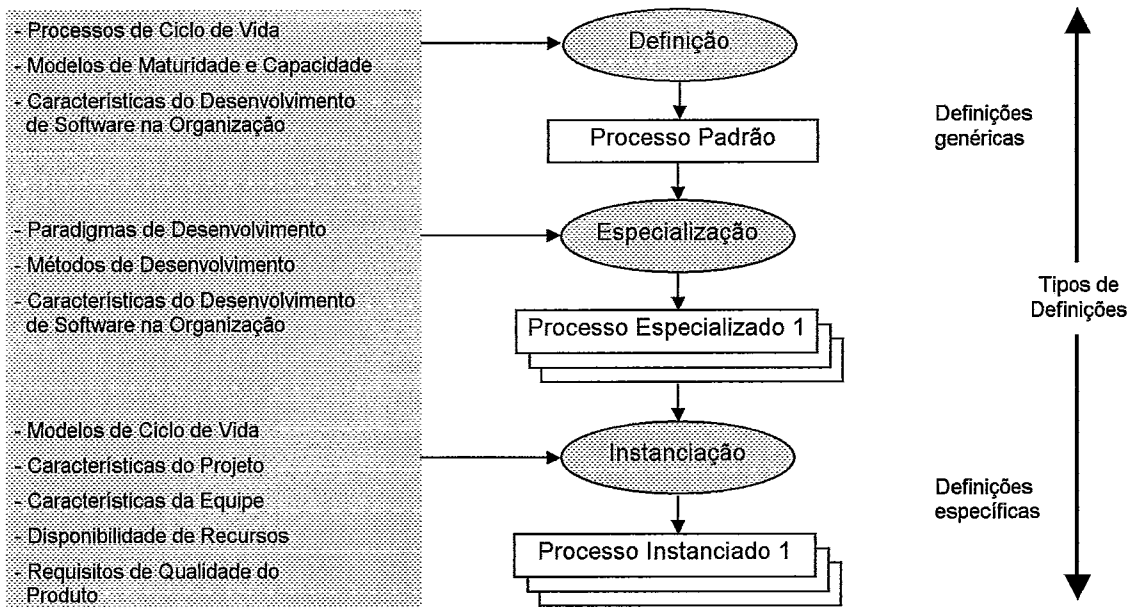 - Processos de Ciclo de Vida
- Modelos de Maturidade e Capacidade
- Características do Desenvolvimento
de Software na Organização
Definição
Processo Padrão
Definições
genéricas
- Paradigmas de Desenvolvimento
- Métodos de Desenvolvimento
- Características do Desenvolvimento
de Software na Organização
Especialização
Processo Especializado 1
Tipos de
Definições
- Modelos de Ciclo de Vida
- Características do Projeto
- Características da Equipe
- Disponibilidade de Recursos
- Requisitos de Qualidade do
Produto
Instanciação
Processo Instanciado 1
Definições
específicas